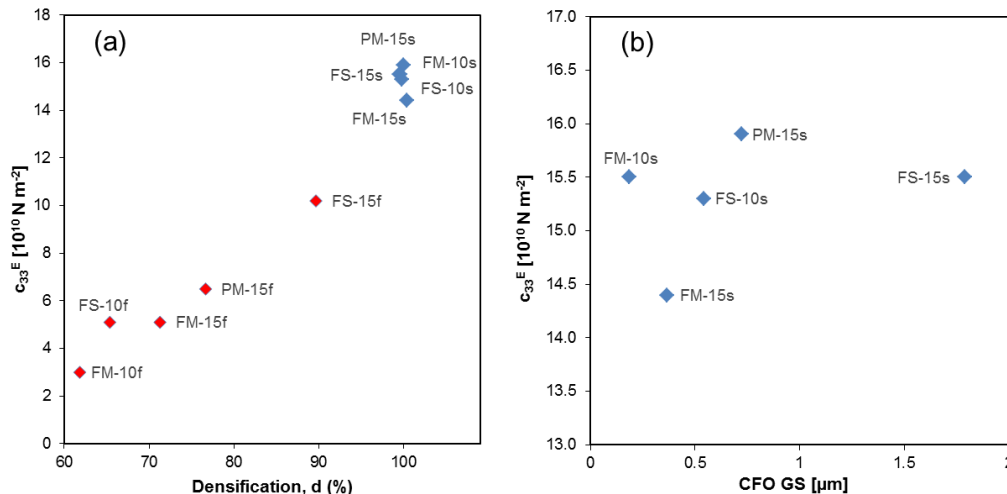 (a)
18
16
14
12
10
8
6
4
2
0
c₃₃ᴱ [10¹⁰ N m⁻²]
PM-15s
FM-10s
FS-15s
FS-10s
FM-15s
FS-15f
PM-15f
FS-10f
FM-15f
FM-10f
60 70 80 90 100
Densification, d (%)
(b)
17.0
16.5
16.0
15.5
15.0
14.5
14.0
13.5
13.0
c₃₃ᴱ [10¹⁰ N m⁻²]
PM-15s
FM-10s
FS-15s
FS-10s
FM-15s
0 0.5 1 1.5 2
CFO GS [µm]